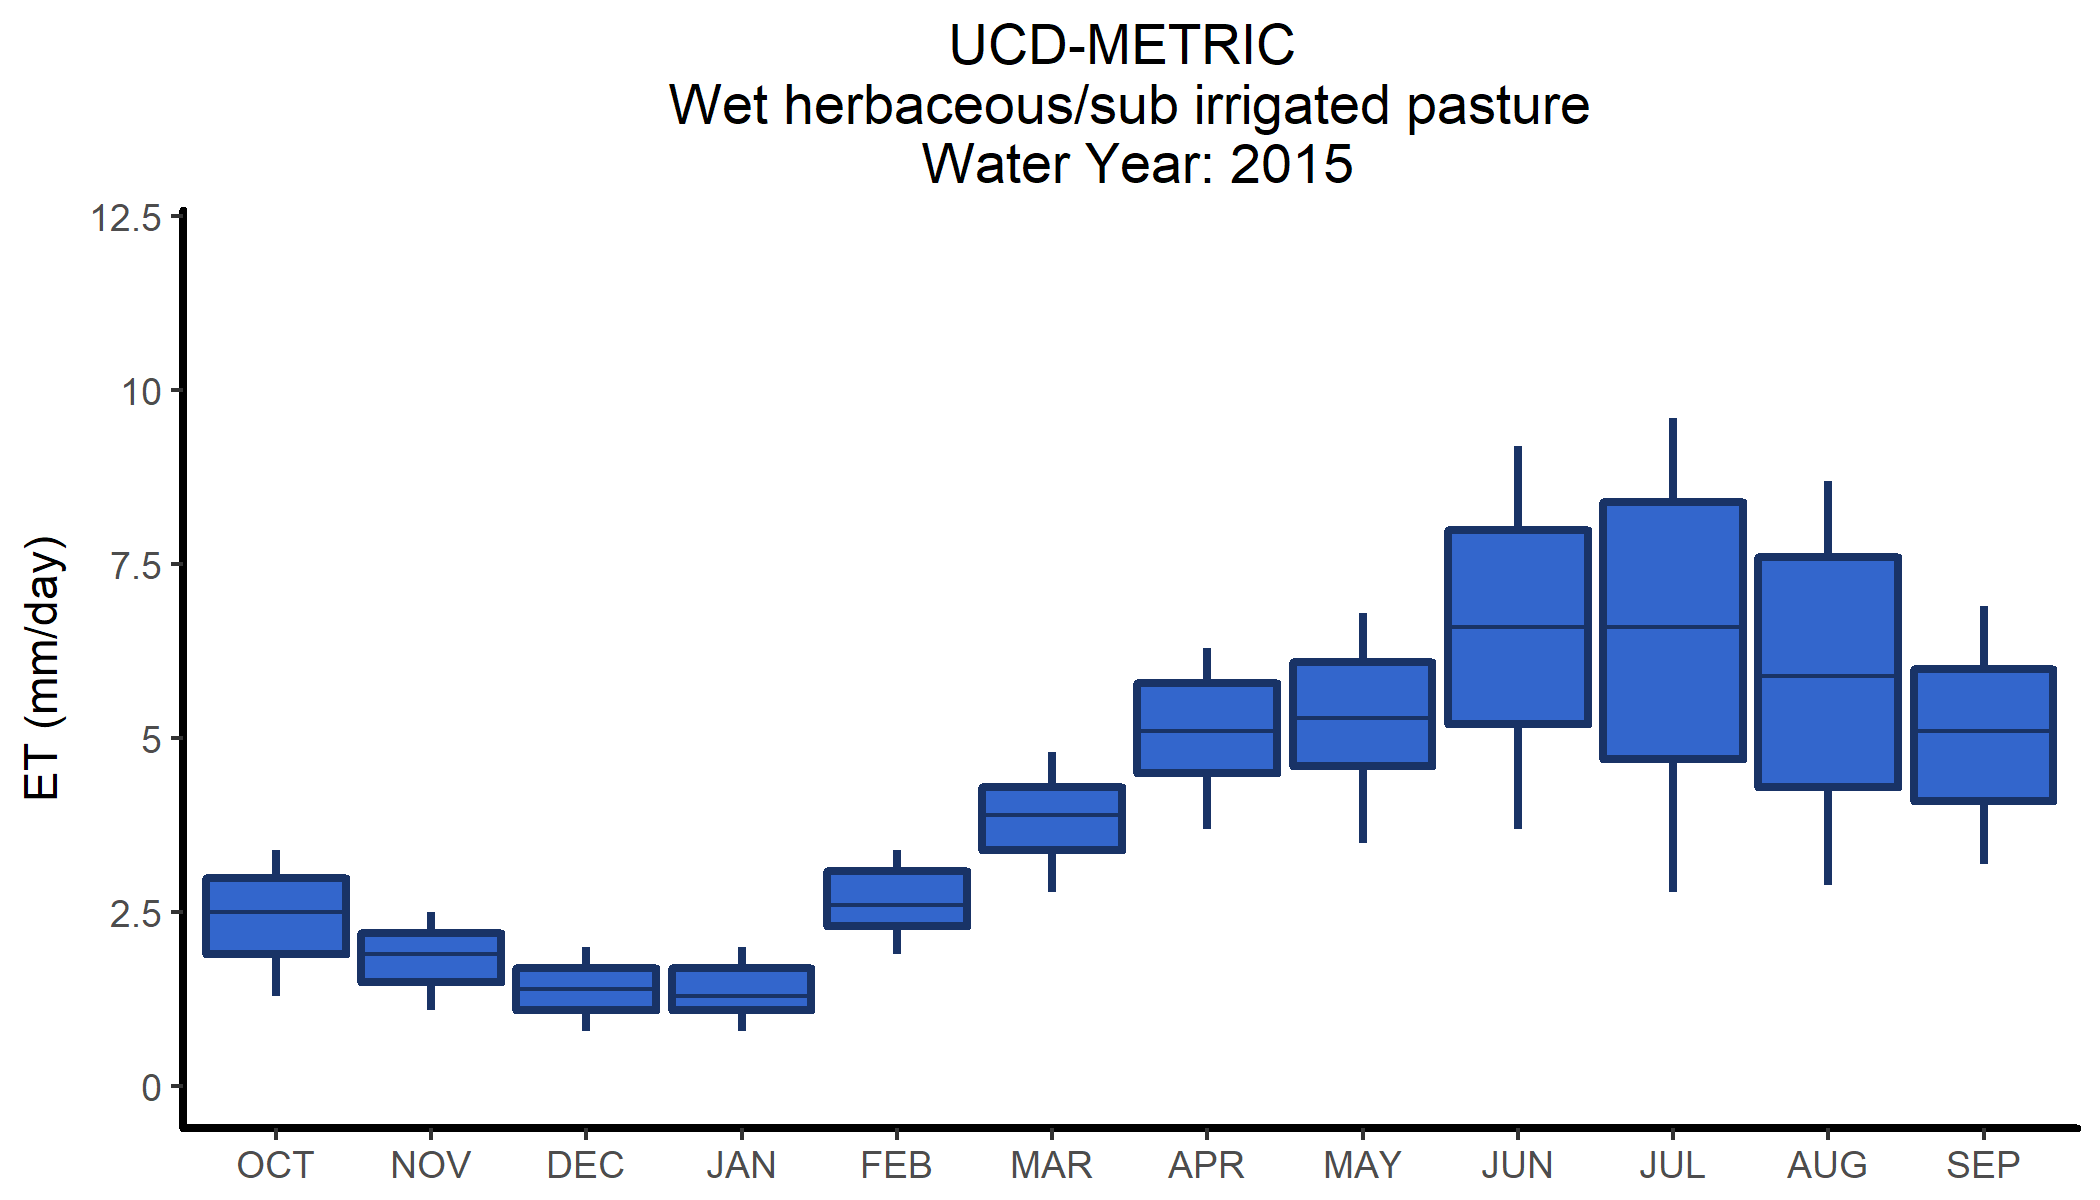 UCD-METRIC
Wet herbaceous/sub irrigated pasture
Water Year: 2015
12.5
10
7.5
5
2.5
0
ET (mm/day)
OCT NOV DEC JAN FEB MAR APR MAY JUN JUL AUG SEP